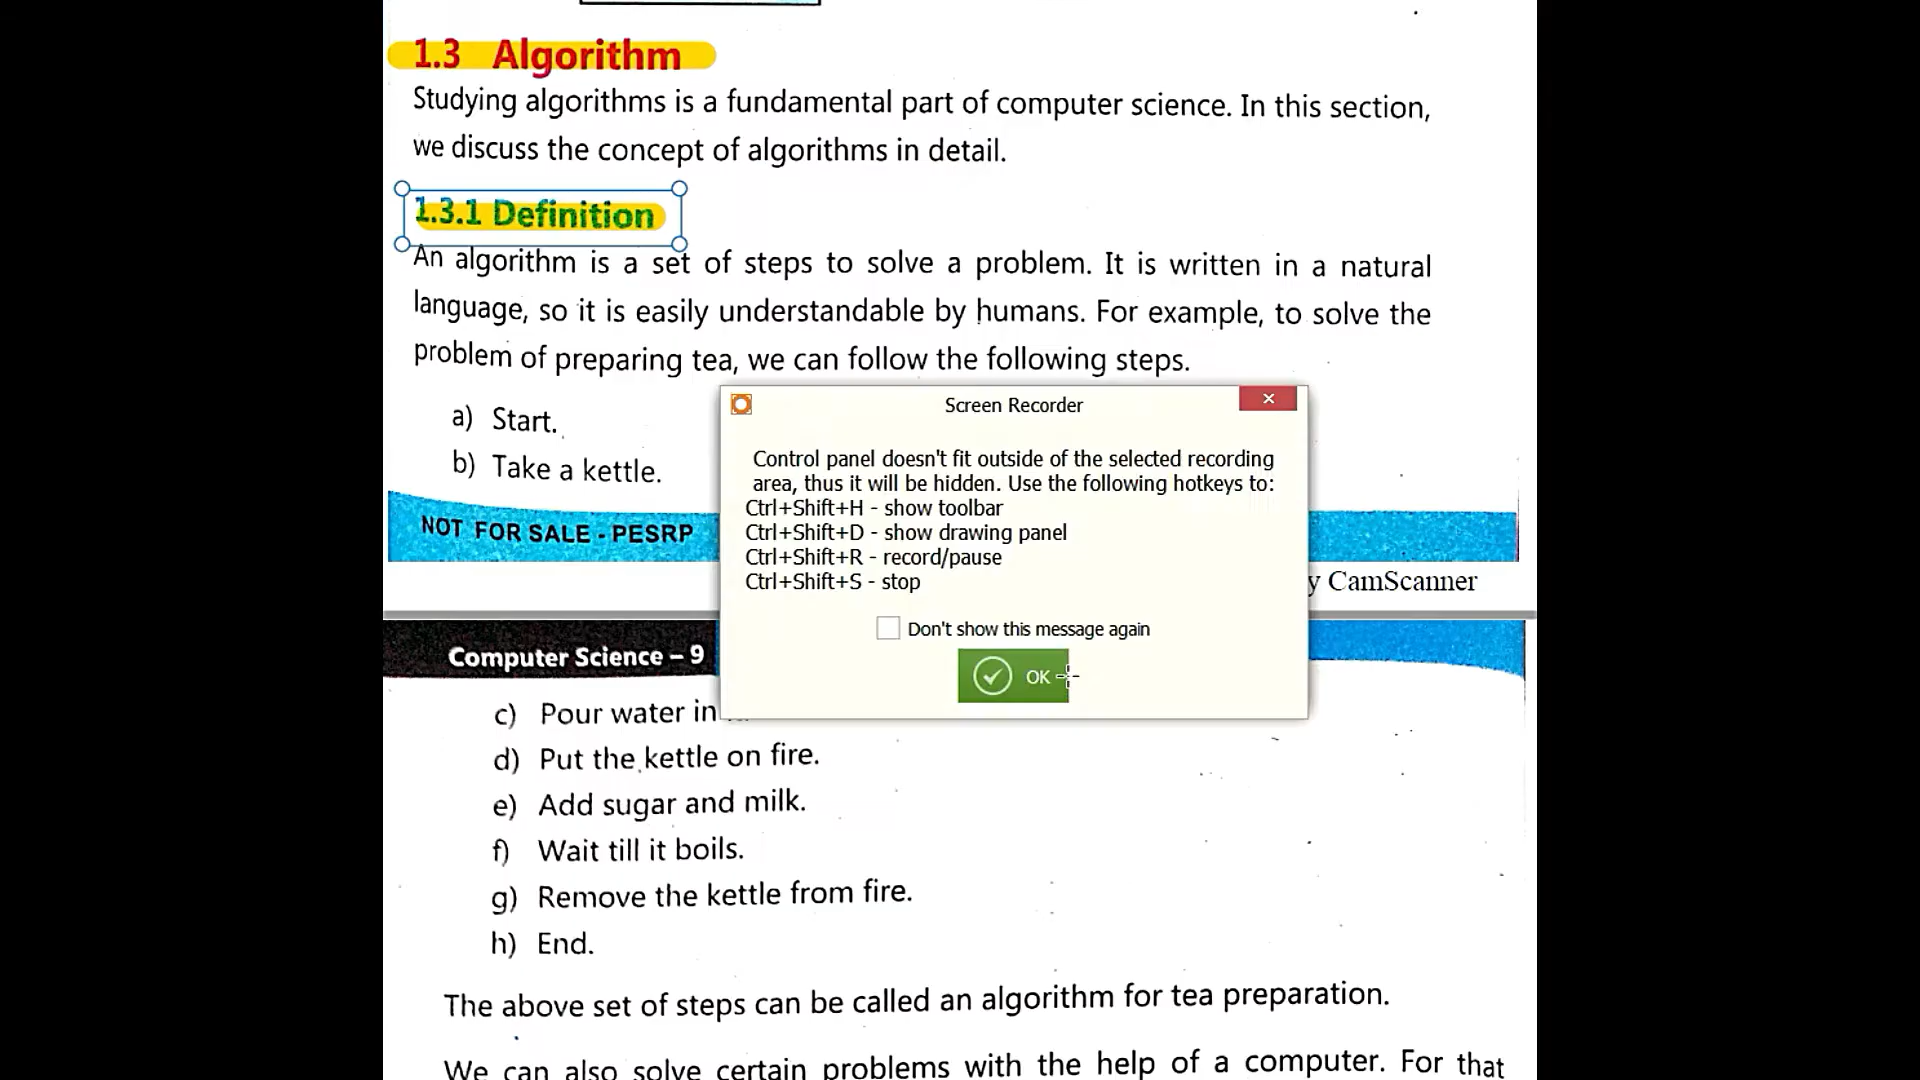 1.3 Algorithm
Studying algorithms is a fundamental part of computer science. In this section,
we discuss the concept of algorithms in detail.
1.3.1 Definition
An algorithm is a set of steps to solve a problem. It is written in a natural
language, so it is easily understandable by humans. For example, to solve the
problem of preparing tea, we can follow the following steps.
a) Start.
b) Take a kettle.
NOT FOR SALE - PESRP
y CamScanner
Screen Recorder
Control panel doesn't fit outside of the selected recording
area, thus it will be hidden. Use the following hotkeys to:
Ctrl+Shift+H - show toolbar
Ctrl+Shift+D - show drawing panel
Ctrl+Shift+R - record/pause
Ctrl+Shift+S - stop
Don't show this message again
OK
Computer Science – 9
c) Pour water in
d) Put the kettle on fire.
e) Add sugar and milk.
f) Wait till it boils.
g) Remove the kettle from fire.
h) End.
The above set of steps can be called an algorithm for tea preparation.
We can also solve certain problems with the help of a computer. For that